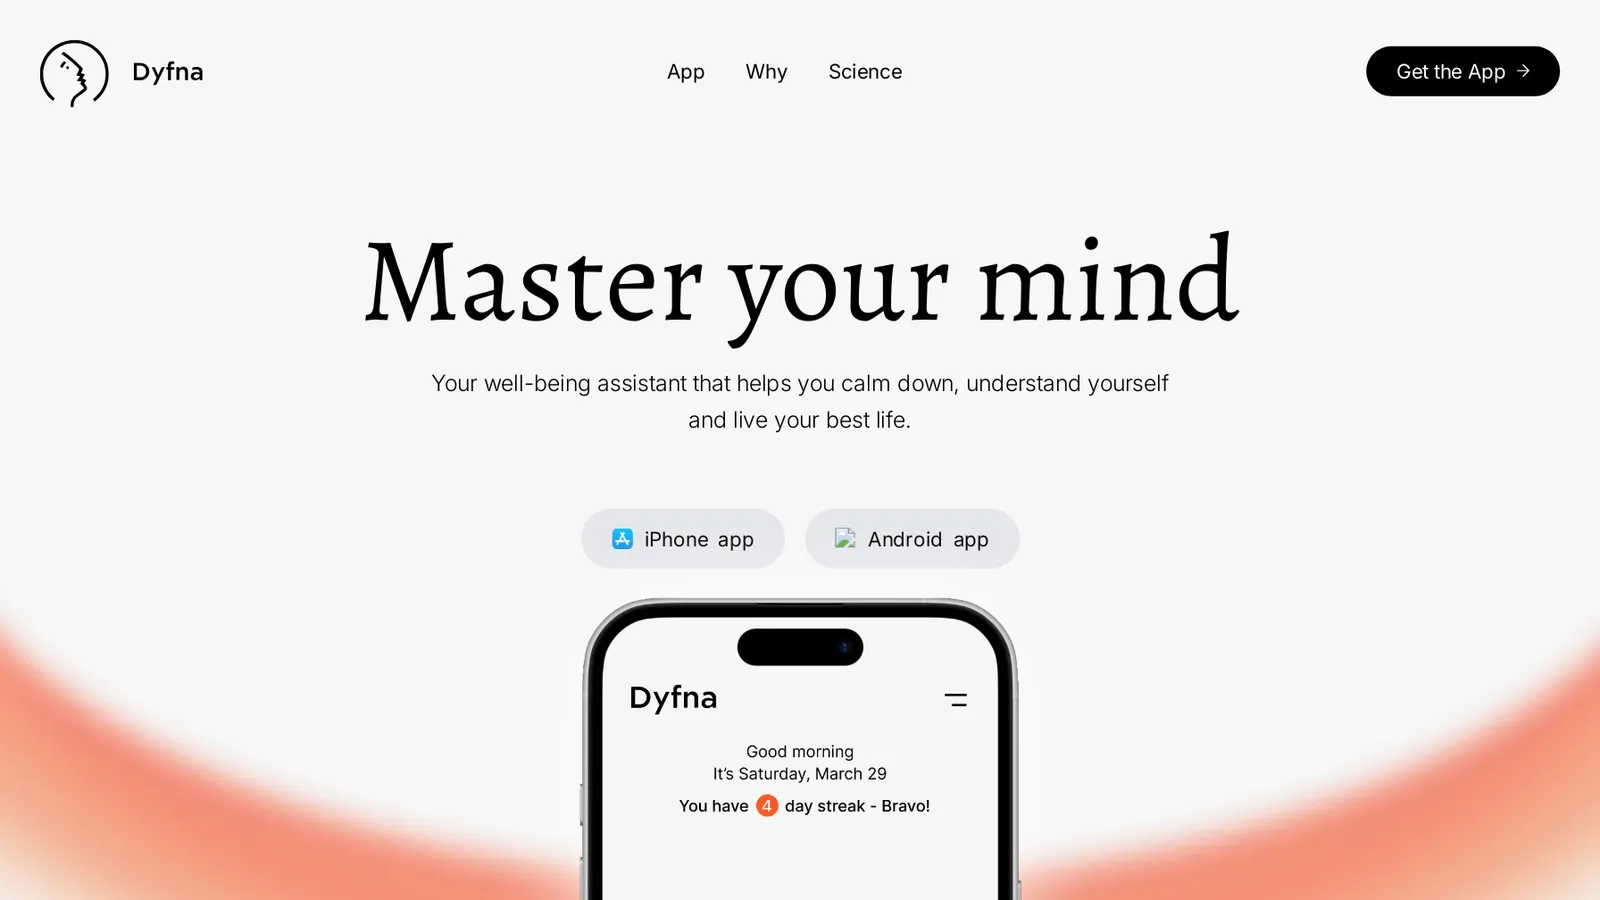 Dyfna
App
Why
Science
Get the App →
Master your mind
Your well-being assistant that helps you calm down, understand yourself
and live your best life.
iPhone app
Android app
Dyfna
Good morning
It’s Saturday, March 29
You have 4 day streak - Bravo!